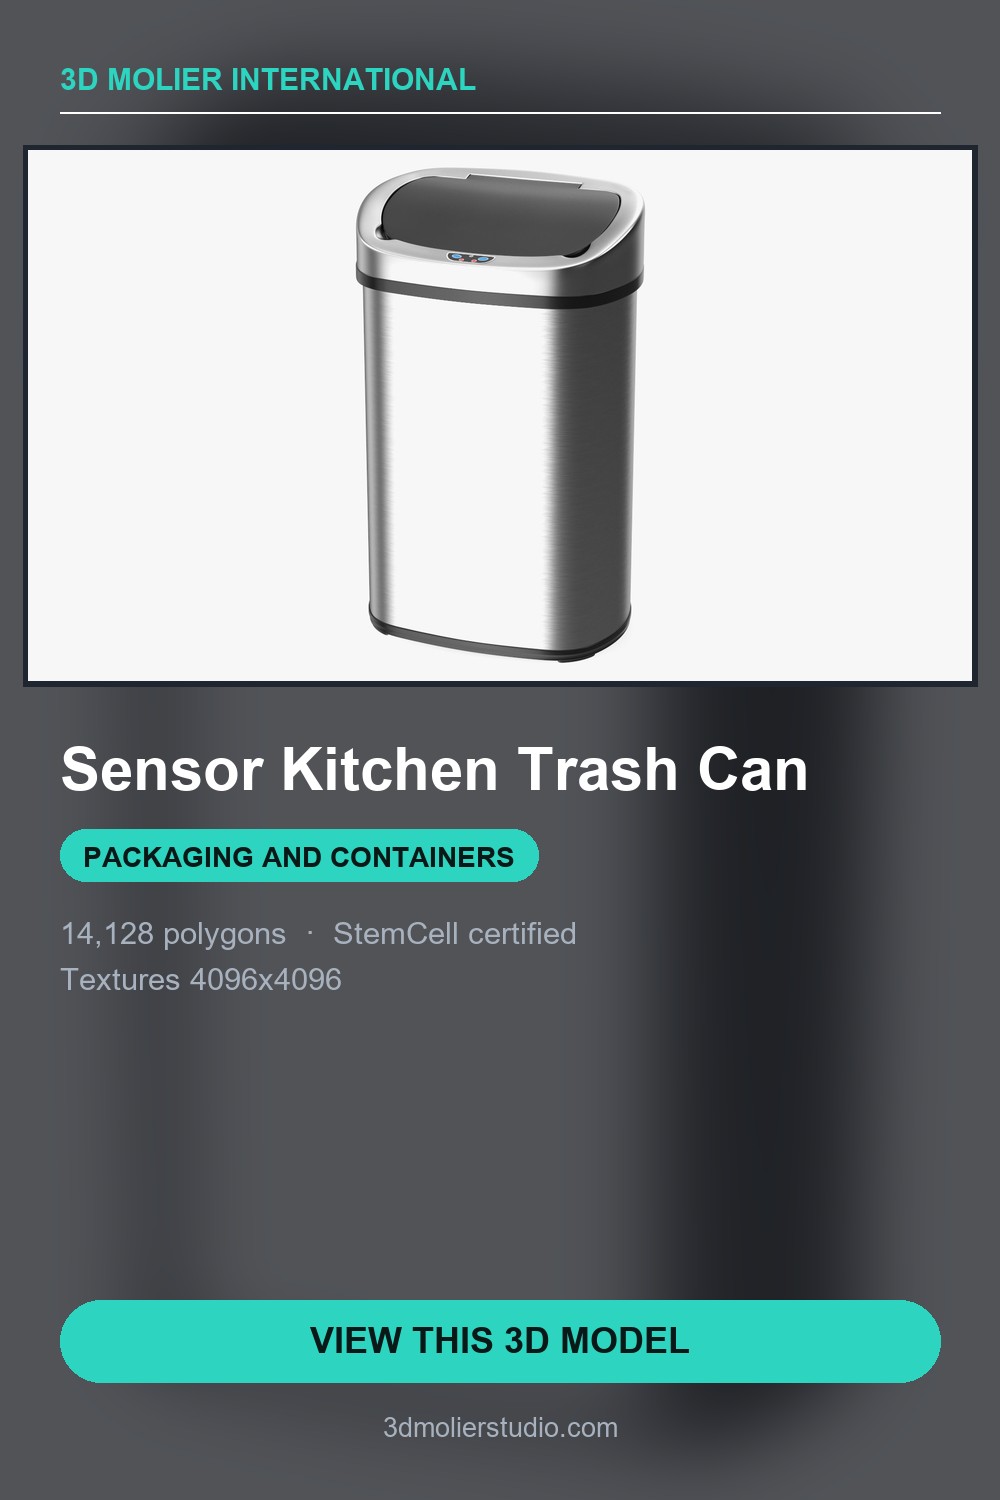 3D MOLIER INTERNATIONAL
Sensor Kitchen Trash Can
PACKAGING AND CONTAINERS
14,128 polygons · StemCell certified
Textures 4096x4096
VIEW THIS 3D MODEL
3dmolierstudio.com